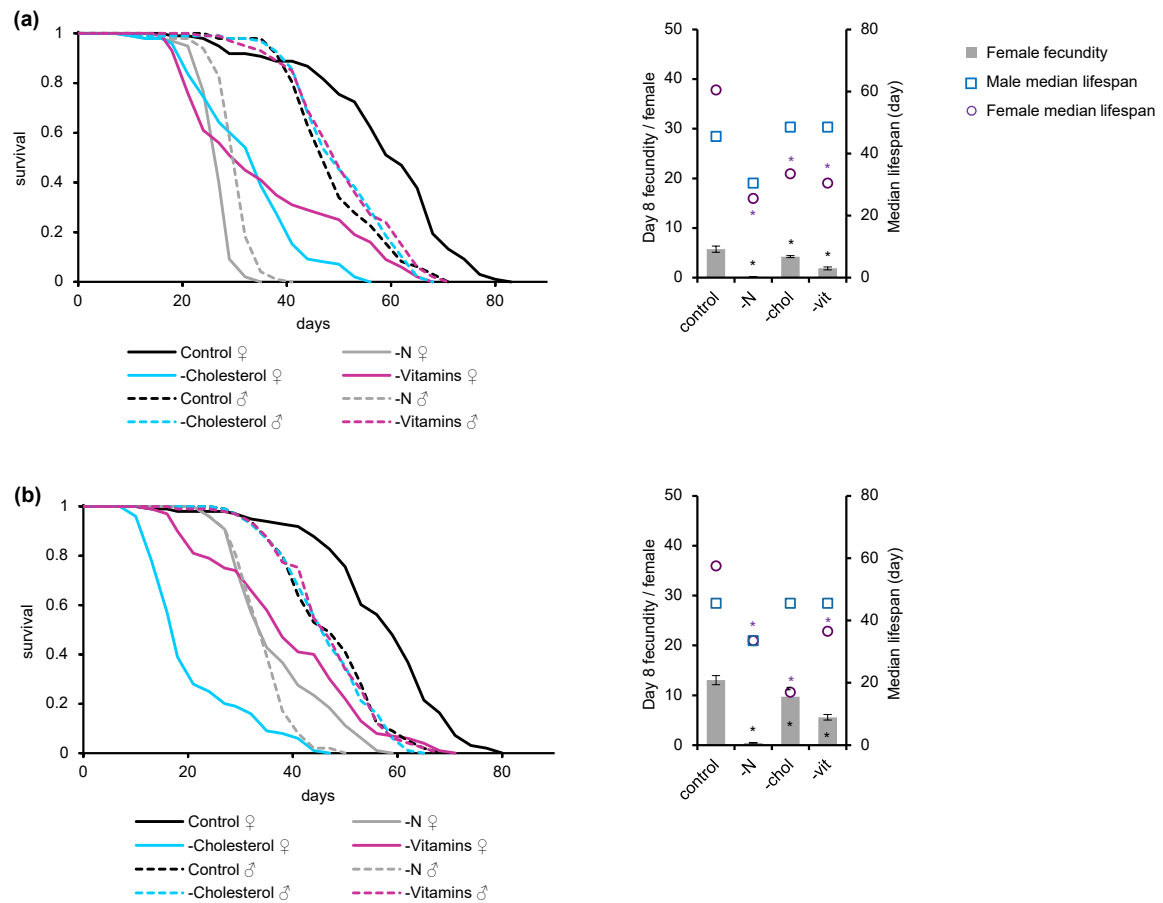 (a)
1
0.8
0.6
0.4
0.2
0
survival
0 20 40 60 80
days
Control ♀
-N ♀
-Cholesterol ♀
-Vitamins ♀
Control ♂
-N ♂
-Cholesterol ♂
-Vitamins ♂
50
40
30
20
10
0
Day 8 fecundity / female
80
60
40
20
0
Median lifespan (day)
* * * * * *
control -N -chol -vit
Female fecundity
Male median lifespan
Female median lifespan
(b)
1
0.8
0.6
0.4
0.2
0
survival
0 20 40 60 80
days
Control ♀
-N ♀
-Cholesterol ♀
-Vitamins ♀
Control ♂
-N ♂
-Cholesterol ♂
-Vitamins ♂
50
40
30
20
10
0
Day 8 fecundity / female
80
60
40
20
0
Median lifespan (day)
* * * * * *
control -N -chol -vit